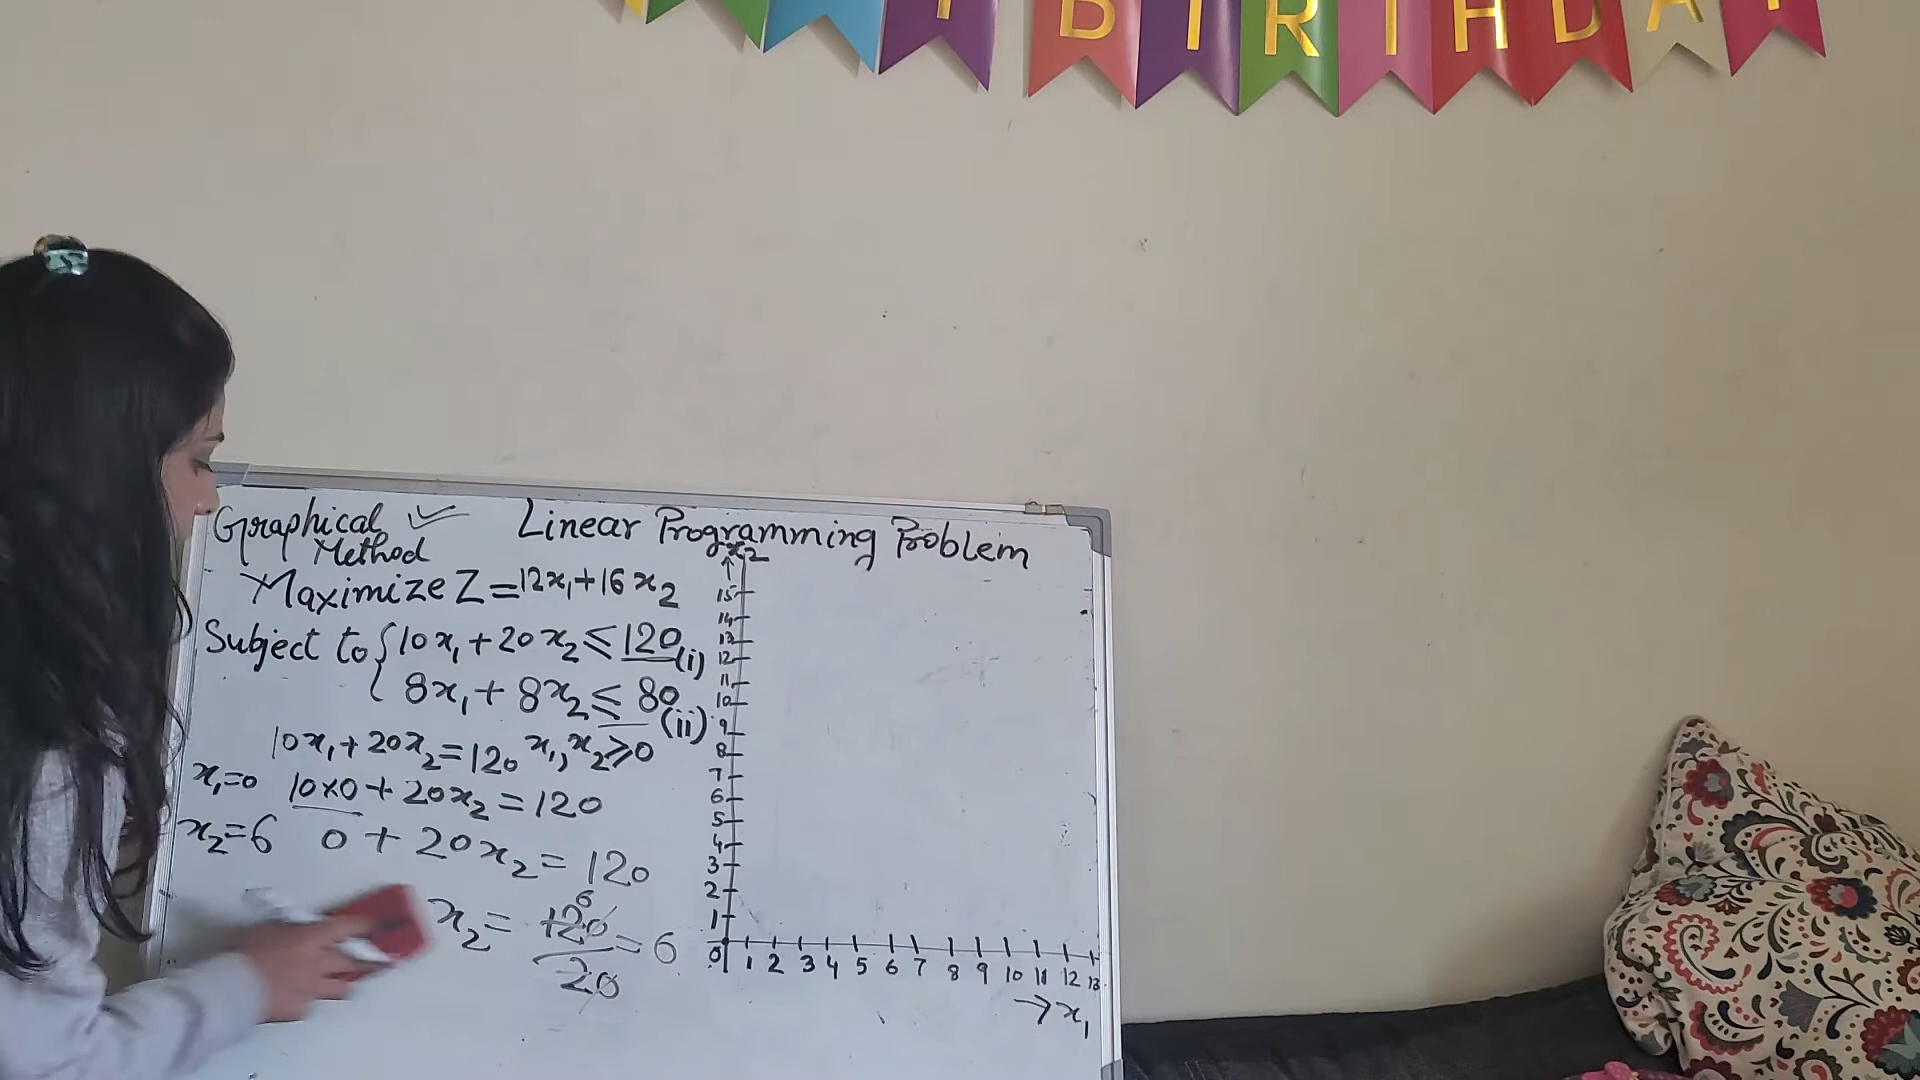 BIRTHDAY
Graphical ✓ Linear Programming Problem
Method
Maximize Z = 12x₁ + 16x₂
Subject to { 10x₁ + 20x₂ ≤ 120 (i)
8x₁ + 8x₂ ≤ 80 (ii)
10x₁ + 20x₂ = 120 x₁, x₂ ≥ 0
x₁=0 10×0 + 20x₂ = 120
x₂=6 0 + 20x₂ = 120
x₂ = 120/20 = 6
6
↑ x₂
15
14
13
12
11
10
9
8
7
6
5
4
3
2
1
0 1 2 3 4 5 6 7 8 9 10 11 12 13
→ x₁